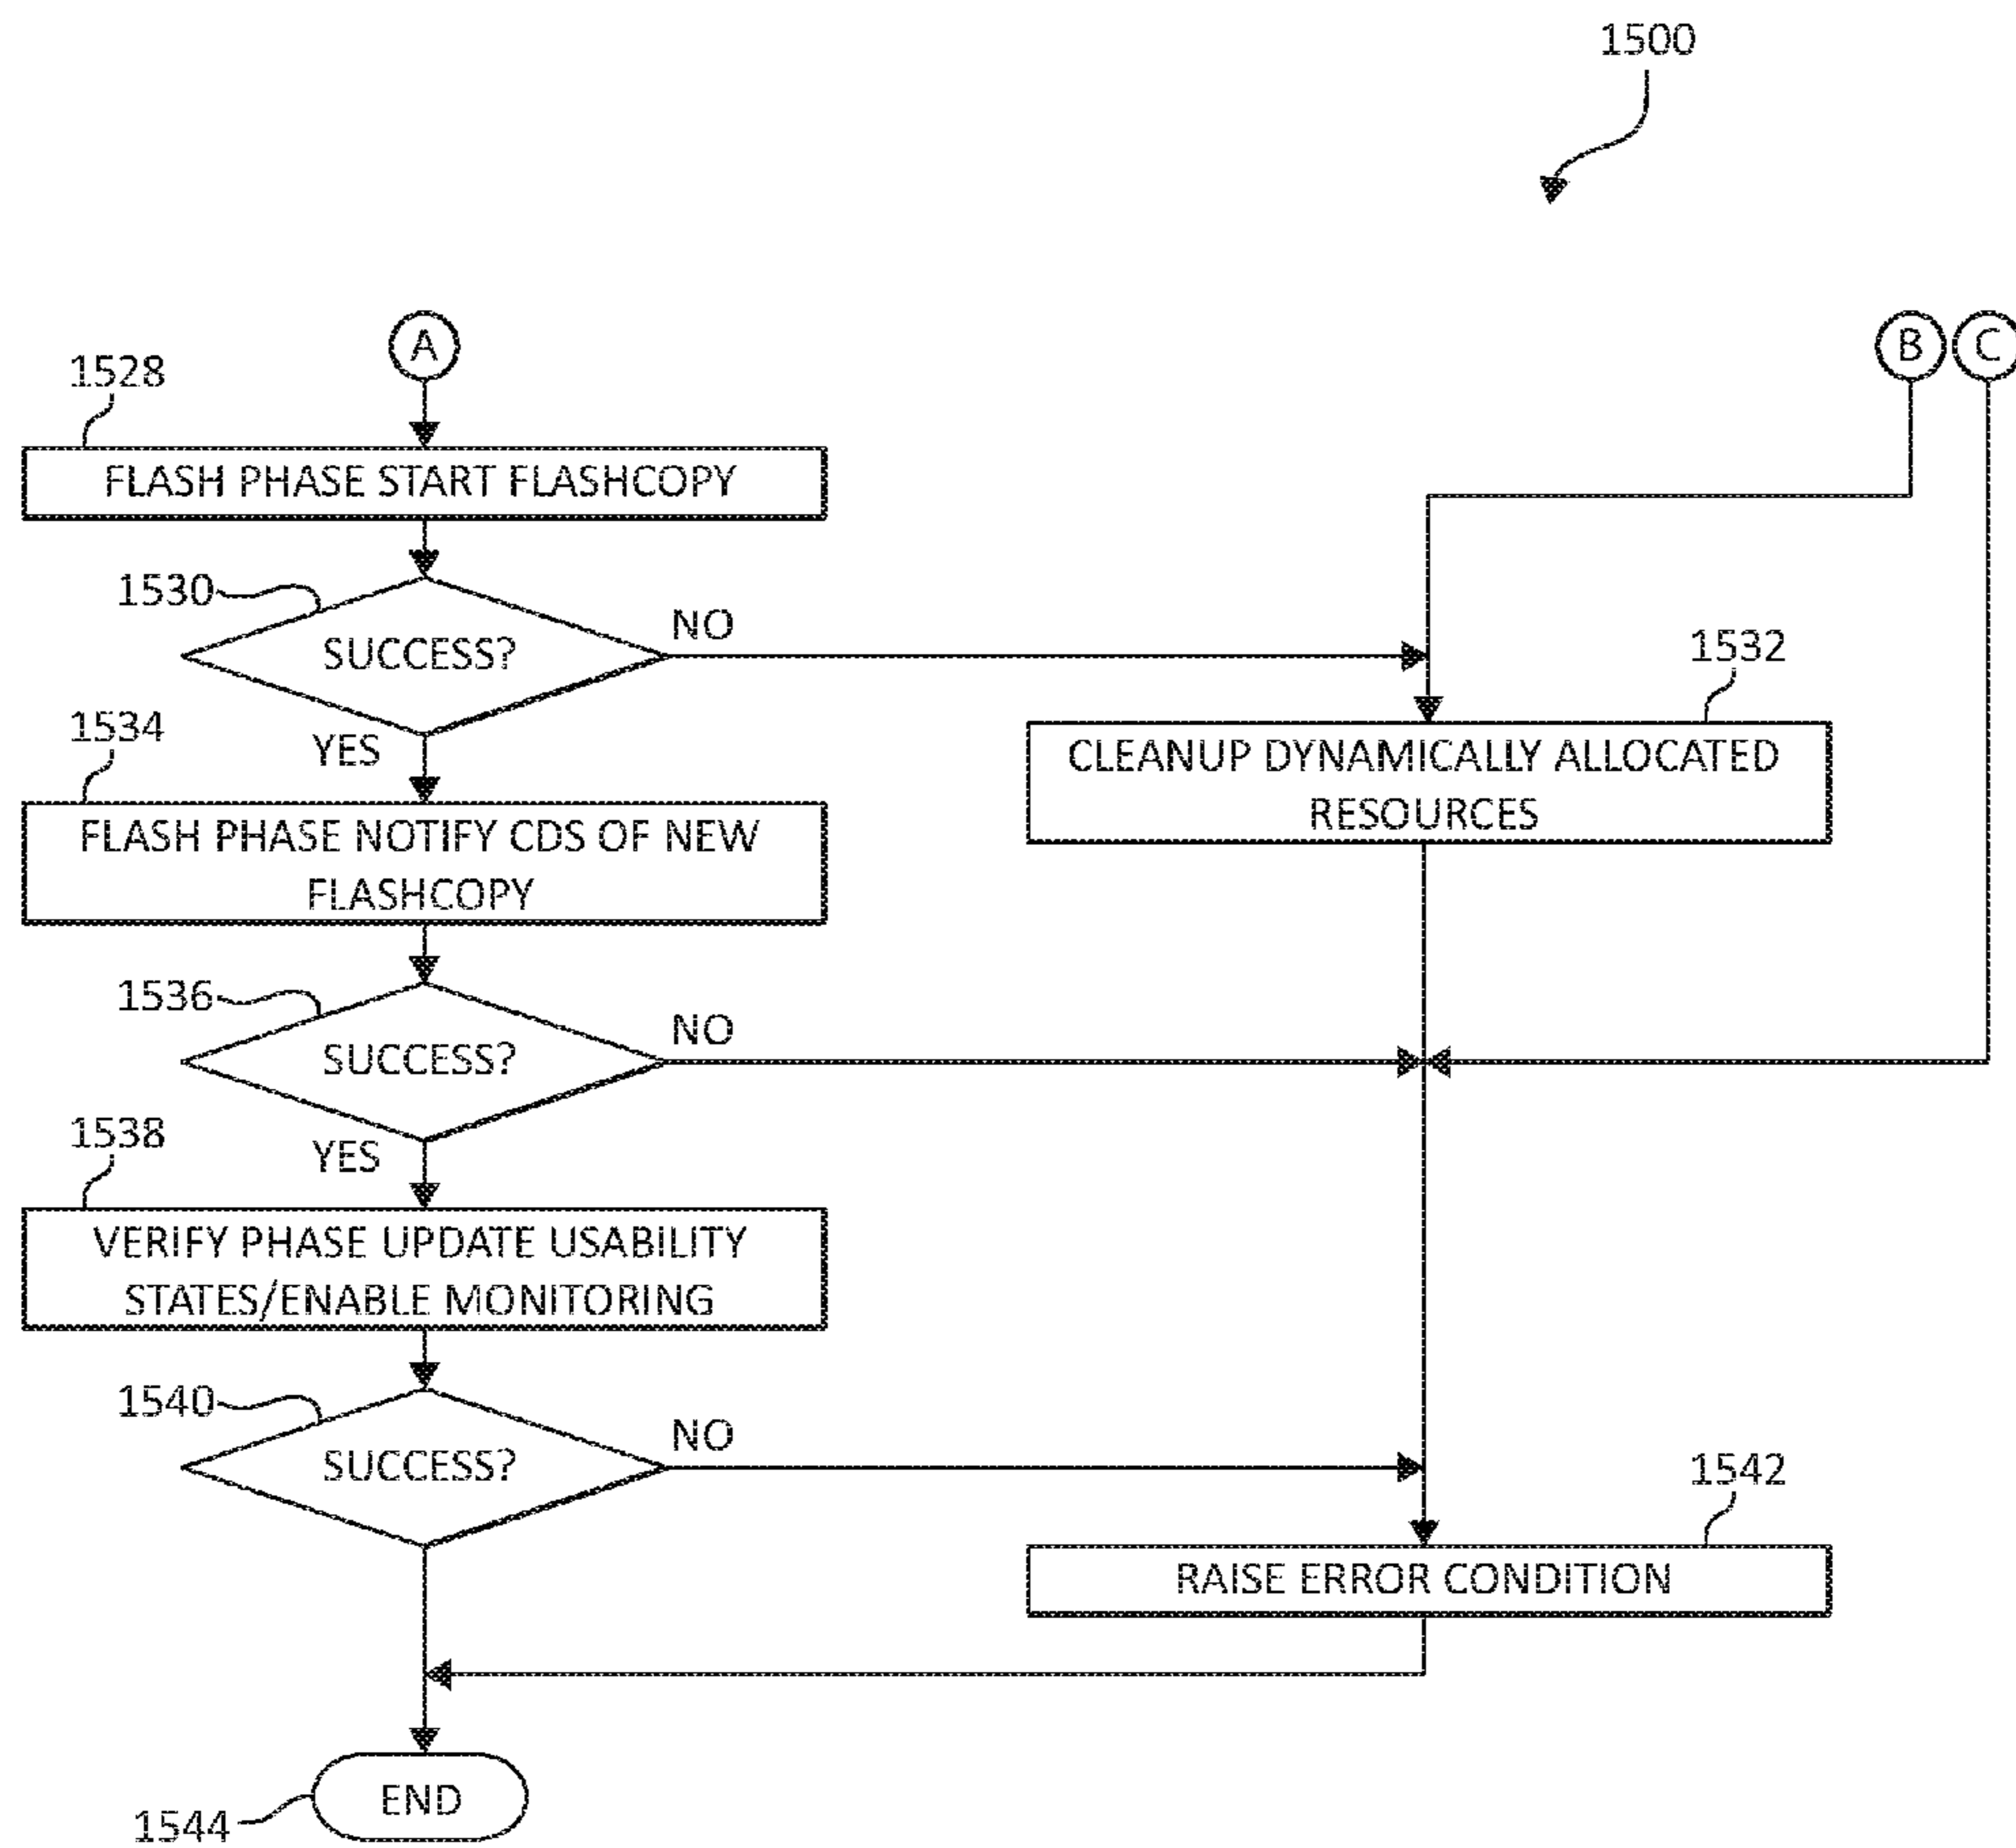 1500
A
B
C
1528
FLASH PHASE START FLASHCOPY
1530
SUCCESS?
NO
1532
CLEANUP DYNAMICALLY ALLOCATED
RESOURCES
YES
1534
FLASH PHASE NOTIFY CDS OF NEW
FLASHCOPY
1536
SUCCESS?
NO
YES
1538
VERIFY PHASE UPDATE USABILITY
STATES/ENABLE MONITORING
1540
SUCCESS?
NO
1542
RAISE ERROR CONDITION
END
1544